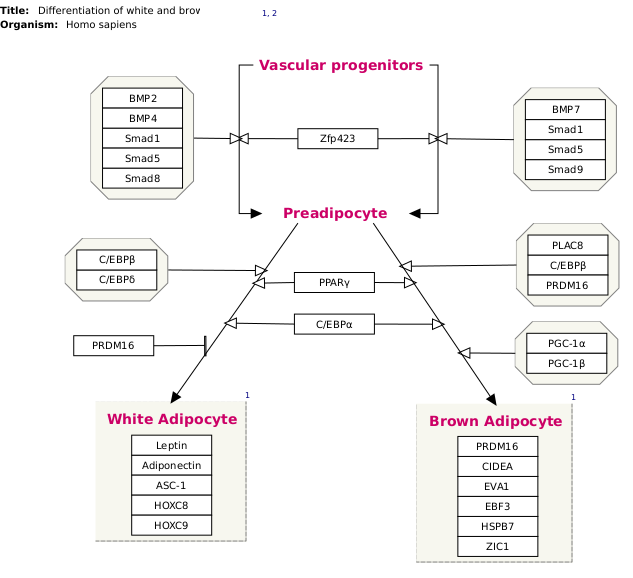 Title: Differentiation of white and brov
1, 2
Organism: Homo sapiens
Vascular progenitors
BMP2
BMP4
Smad1
Smad5
Smad8
Zfp423
BMP7
Smad1
Smad5
Smad9
Preadipocyte
C/EBPβ
C/EBPδ
PPARγ
C/EBPα
PLAC8
C/EBPβ
PRDM16
PRDM16
PGC-1α
PGC-1β
1
White Adipocyte
Leptin
Adiponectin
ASC-1
HOXC8
HOXC9
1
Brown Adipocyte
PRDM16
CIDEA
EVA1
EBF3
HSPB7
ZIC1